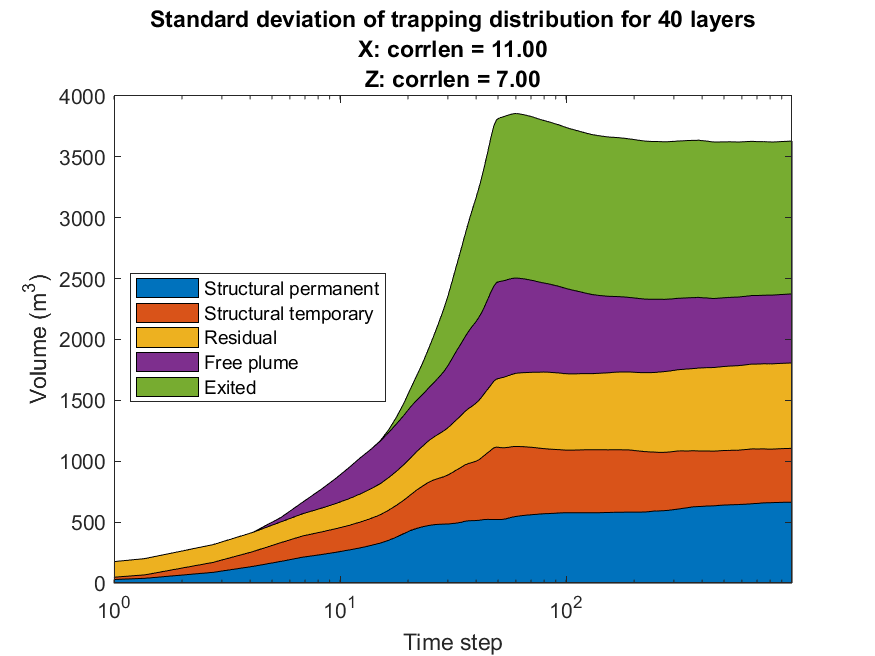 Standard deviation of trapping distribution for 40 layers
X: corrlen = 11.00
Z: corrlen = 7.00
4000
3500
3000
2500
2000
1500
1000
500
0
Volume (m³)
Structural permanent
Structural temporary
Residual
Free plume
Exited
10⁰ 10¹ 10²
Time step